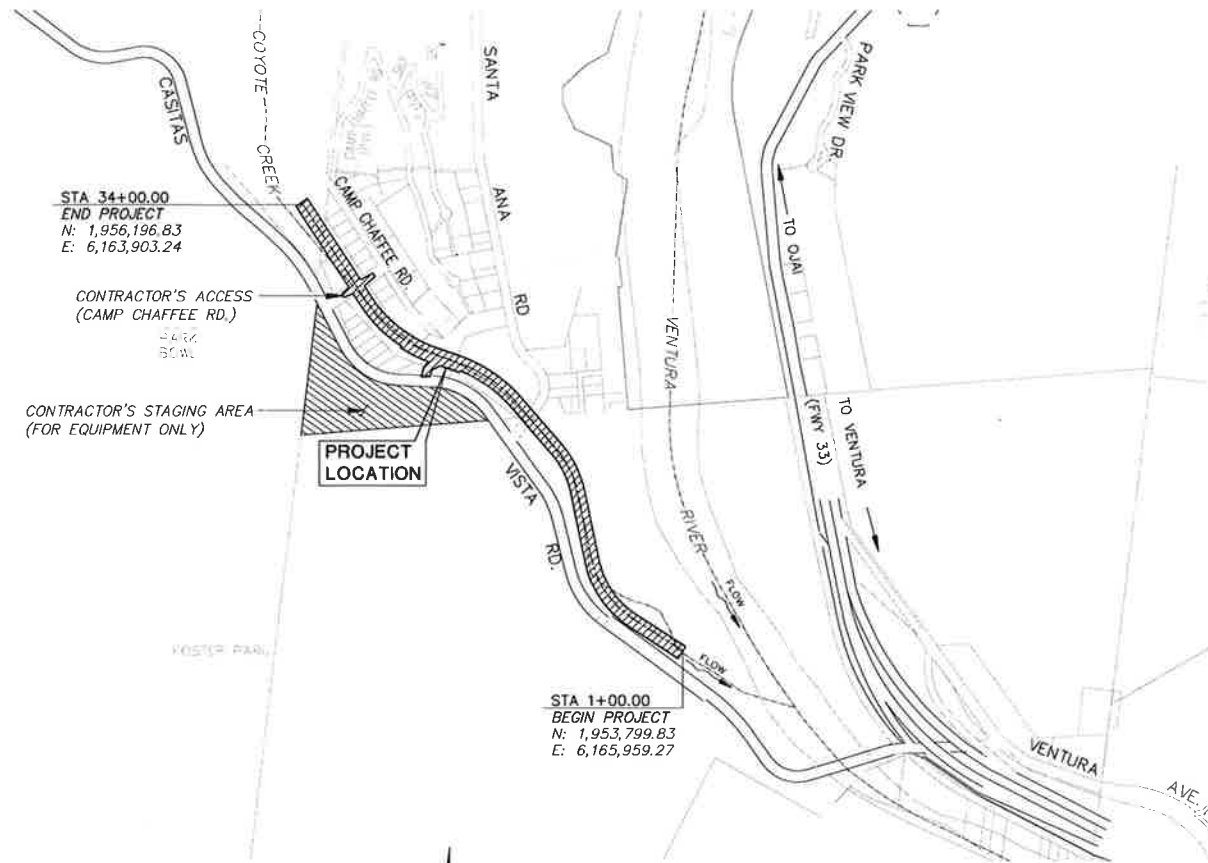 COYOTE
CREEK
CASITAS
SANTA
ANA
RD
PARK VIEW DR
STA 34+00.00
END PROJECT
N: 1,956,196.83
E: 6,163,903.24
CAMP CHAFFEE RD.
TO OJAI
CONTRACTOR'S ACCESS
(CAMP CHAFFEE RD.)
PARK
BOWL
VENTURA
RIVER
CONTRACTOR'S STAGING AREA
(FOR EQUIPMENT ONLY)
TO VENTURA
(FWY 33)
PROJECT
LOCATION
VISTA
RD.
FLOW
FLOW
FOSTER PARK
STA 1+00.00
BEGIN PROJECT
N: 1,953,799.83
E: 6,165,959.27
VENTURA
AVE.